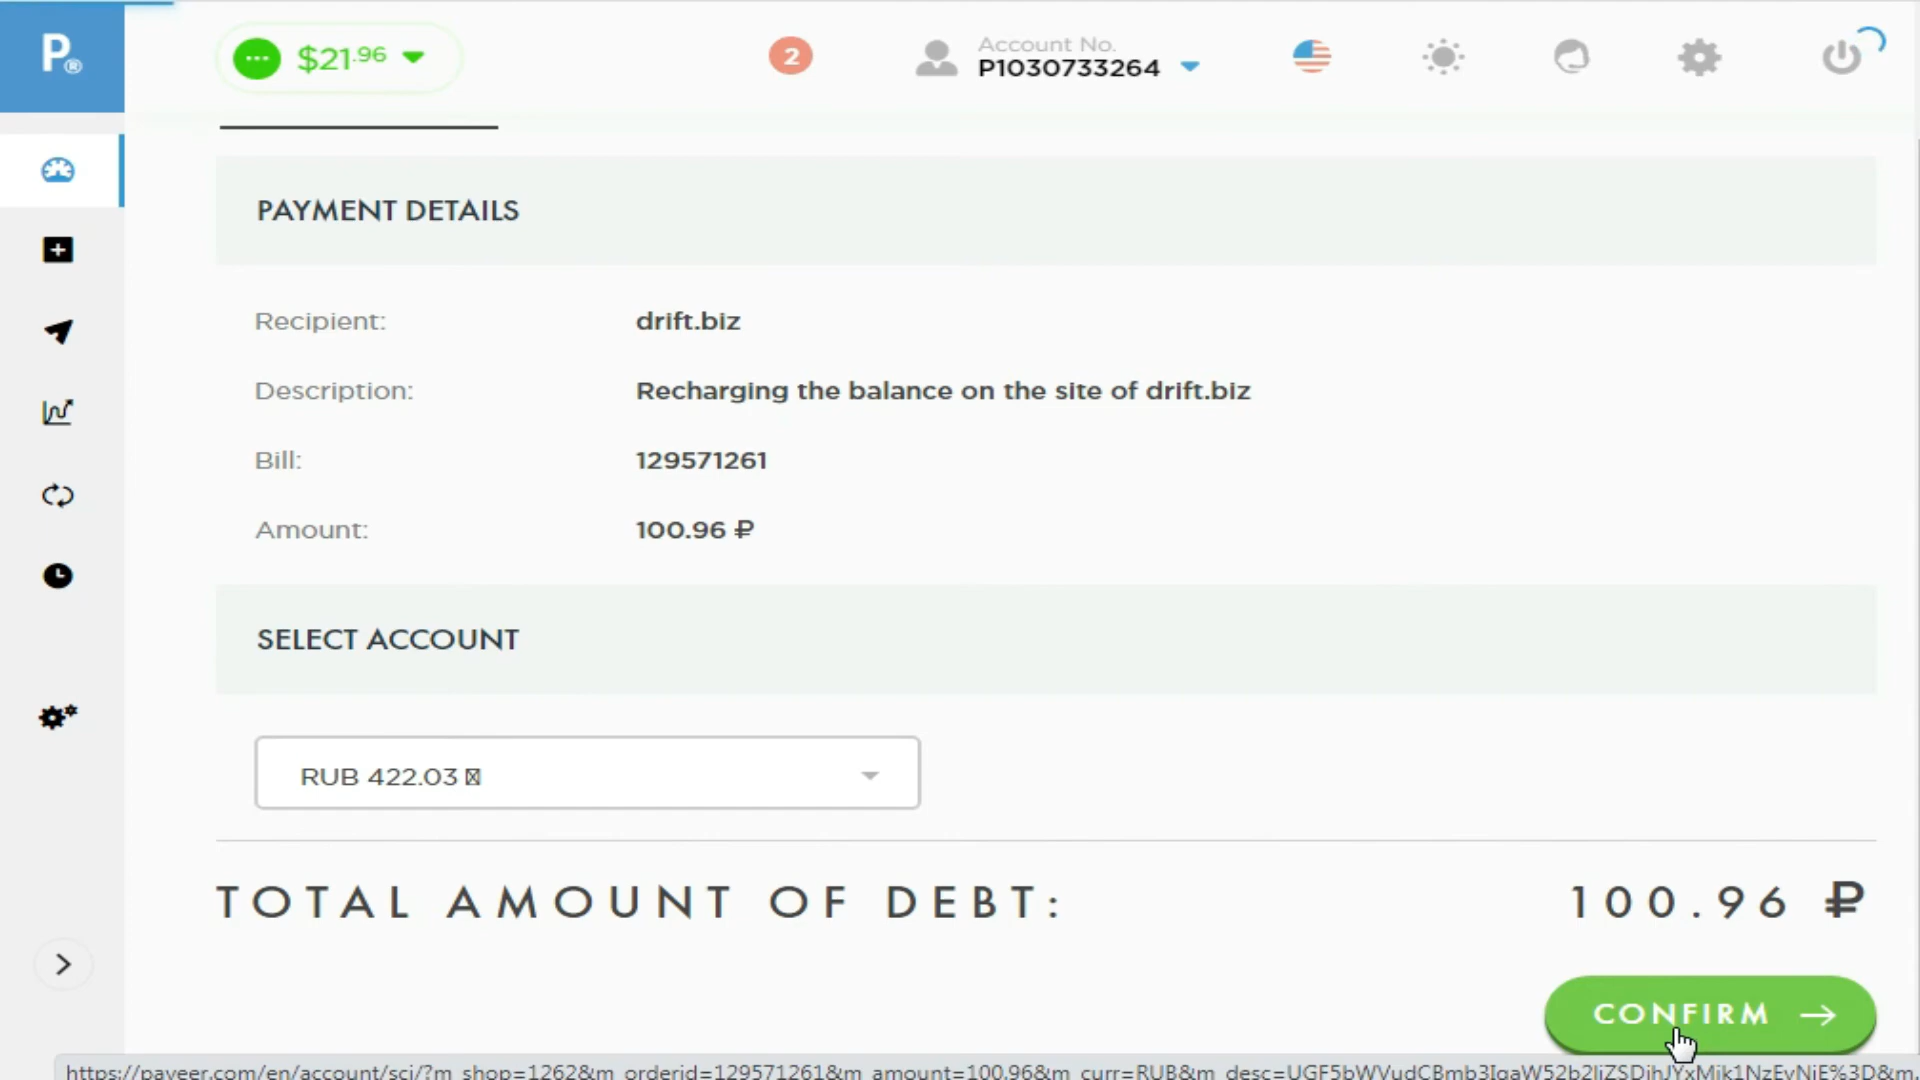 P®
$21.96
2
Account No.
P1030733264
PAYMENT DETAILS
Recipient: drift.biz
Description: Recharging the balance on the site of drift.biz
Bill: 129571261
Amount: 100.96 ₽
SELECT ACCOUNT
RUB 422.03
TOTAL AMOUNT OF DEBT: 100.96 ₽
CONFIRM
https://payeer.com/en/account/sci/?m_shop=1262&m_orderid=129571261&m_amount=100.96&m_curr=RUB&m_desc=